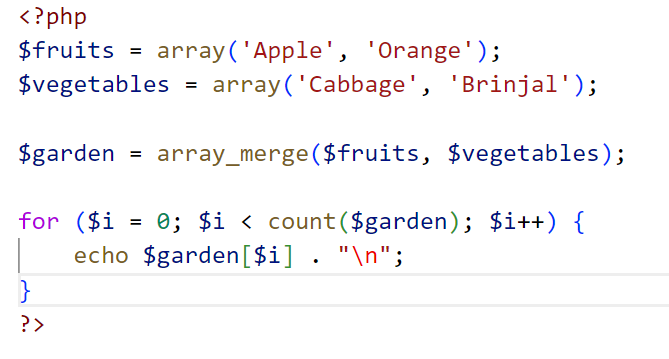 <?php
$fruits = array('Apple', 'Orange');
$vegetables = array('Cabbage', 'Brinjal');

$garden = array_merge($fruits, $vegetables);

for ($i = 0; $i < count($garden); $i++) {
    echo $garden[$i] . "\n";
}
?>